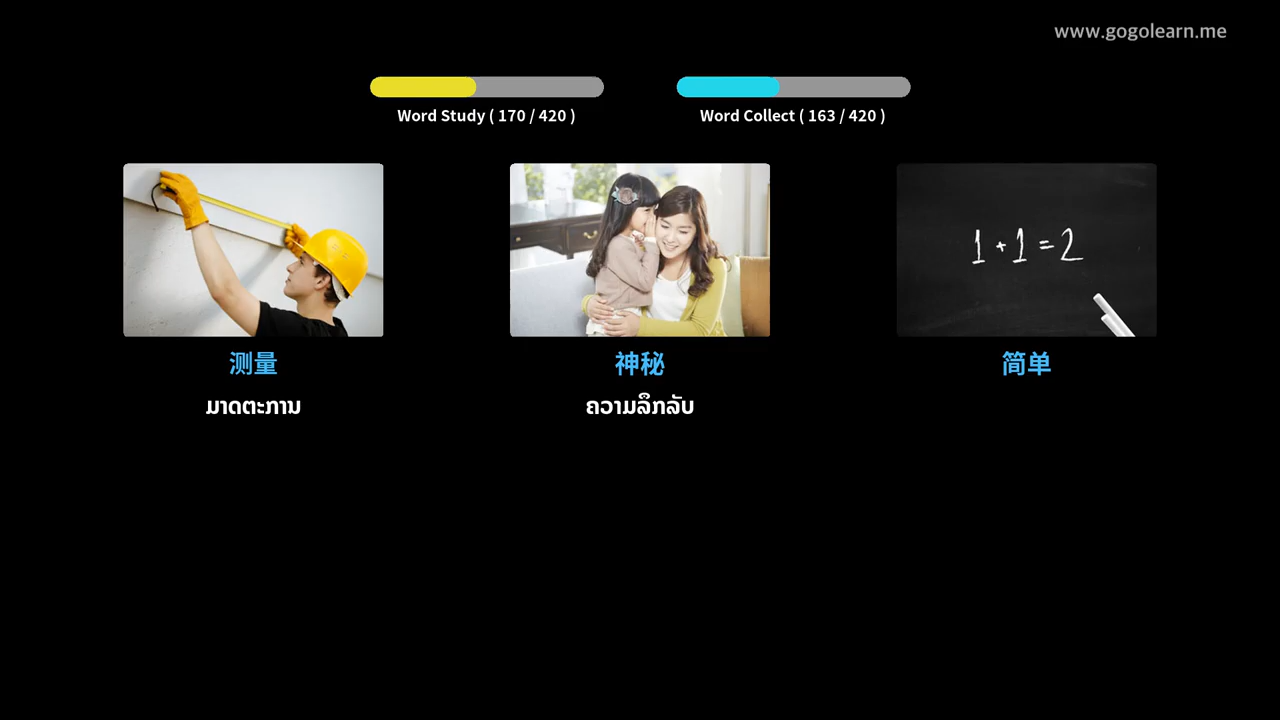 www.gogolearn.me
Word Study ( 170 / 420 )
Word Collect ( 163 / 420 )
1 + 1 = 2
测量
神秘
简单
ມາດຕະການ
ຄວາມລຶກລັບ